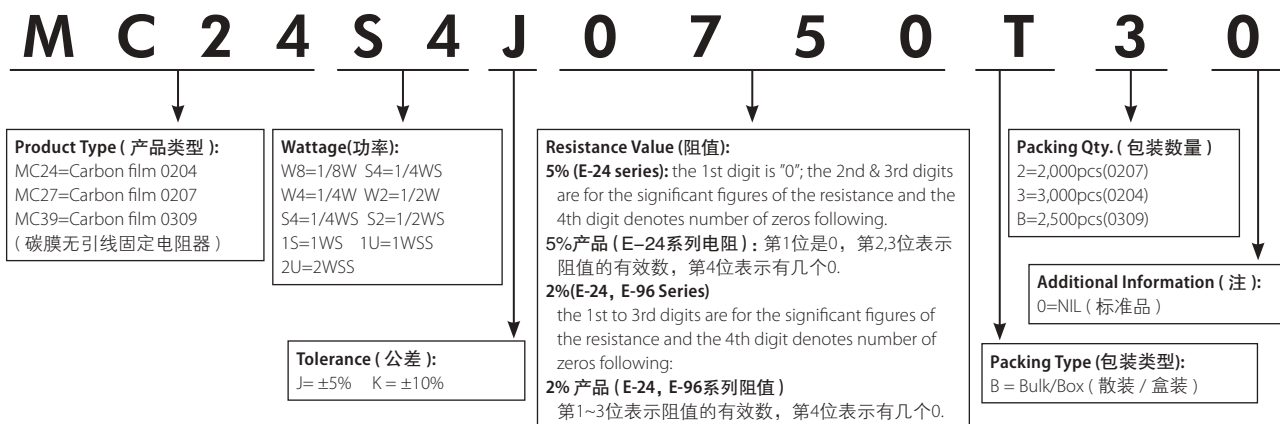 MC24S4J0750T30
Product Type ( 产品类型 ):
MC24=Carbon film 0204
MC27=Carbon film 0207
MC39=Carbon film 0309
( 碳膜无引线固定电阻器 )
Wattage(功率):
W8=1/8W S4=1/4WS
W4=1/4W W2=1/2W
S4=1/4WS S2=1/2WS
1S=1WS 1U=1WSS
2U=2WSS
Tolerance ( 公差 ):
J= ±5% K = ±10%
Resistance Value (阻值):
5% (E-24 series): the 1st digit is "0"; the 2nd & 3rd digits
are for the significant figures of the resistance and the
4th digit denotes number of zeros following.
5%产品 ( E–24系列电阻 ) : 第1位是0，第2,3位表示
阻值的有效数，第4位表示有几个0.
2%(E-24, E-96 Series)
the 1st to 3rd digits are for the significant figures of
the resistance and the 4th digit denotes number of
zeros following:
2% 产品 ( E-24, E-96系列阻值 )
第1~3位表示阻值的有效数，第4位表示有几个0.
Packing Qty. ( 包装数量 )
2=2,000pcs(0207)
3=3,000pcs(0204)
B=2,500pcs(0309)
Additional Information ( 注 ):
0=NIL ( 标准品 )
Packing Type (包装类型):
B = Bulk/Box ( 散装 / 盒装 )